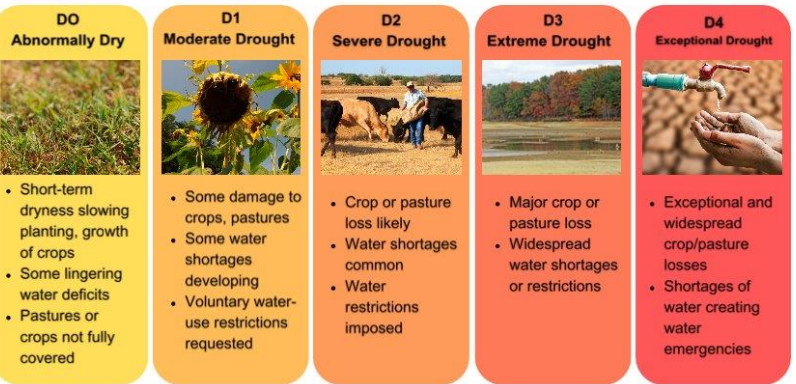 D0
Abnormally Dry
• Short-term
dryness slowing
planting, growth
of crops
• Some lingering
water deficits
• Pastures or
crops not fully
covered
D1
Moderate Drought
• Some damage to
crops, pastures
• Some water
shortages
developing
• Voluntary water-
use restrictions
requested
D2
Severe Drought
• Crop or pasture
loss likely
• Water shortages
common
• Water
restrictions
imposed
D3
Extreme Drought
• Major crop or
pasture loss
• Widespread
water shortages
or restrictions
D4
Exceptional Drought
• Exceptional and
widespread
crop/pasture
losses
• Shortages of
water creating
water
emergencies